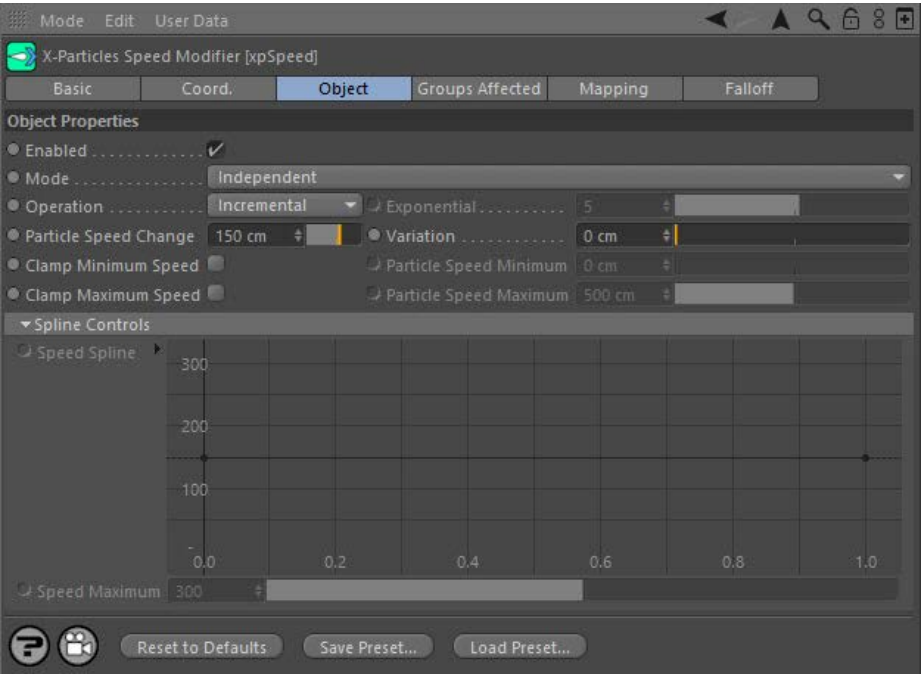 Mode Edit User Data
X-Particles Speed Modifier [xpSpeed]
Basic Coord. Object Groups Affected Mapping Falloff
Object Properties
Enabled . . . . . . . . . . . . .
Mode . . . . . . . . . . . . . . . Independent
Operation . . . . . . . . . . . Incremental Exponential . . . . . . . . . . 5
Particle Speed Change 150 cm Variation . . . . . . . . . . . . 0 cm
Clamp Minimum Speed Particle Speed Minimum 0 cm
Clamp Maximum Speed Particle Speed Maximum 500 cm
Spline Controls
Speed Spline
300
200
100
0.0 0.2 0.4 0.6 0.8 1.0
Speed Maximum 300
Reset to Defaults Save Preset... Load Preset...